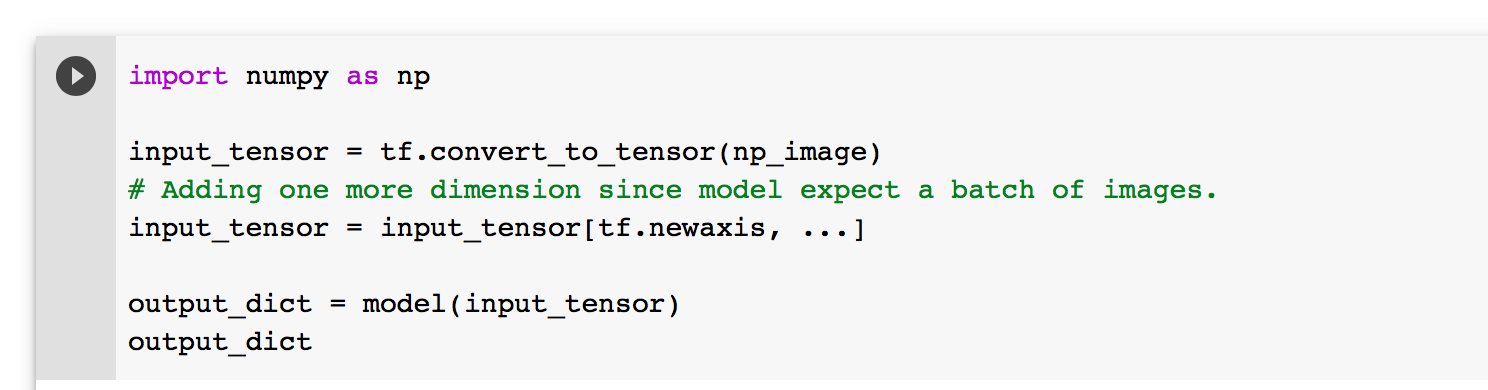 import numpy as np
input_tensor = tf.convert_to_tensor(np_image)
# Adding one more dimension since model expect a batch of images.
input_tensor = input_tensor[tf.newaxis, ...]
output_dict = model(input_tensor)
output_dict